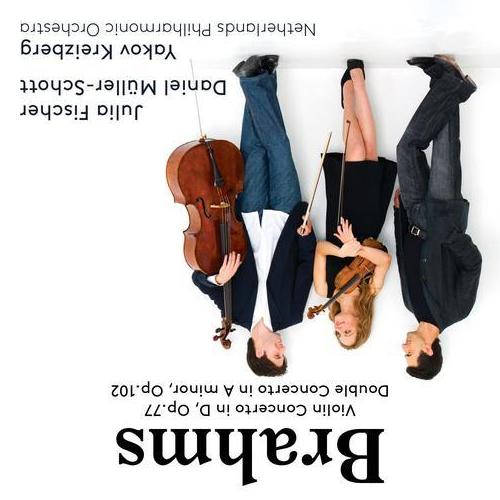 Brahms
Violin Concerto in D, Op.77
Double Concerto in A minor, Op.102
Julia Fischer
Daniel Müller-Schott
Yakov Kreizberg
Netherlands Philharmonic Orchestra